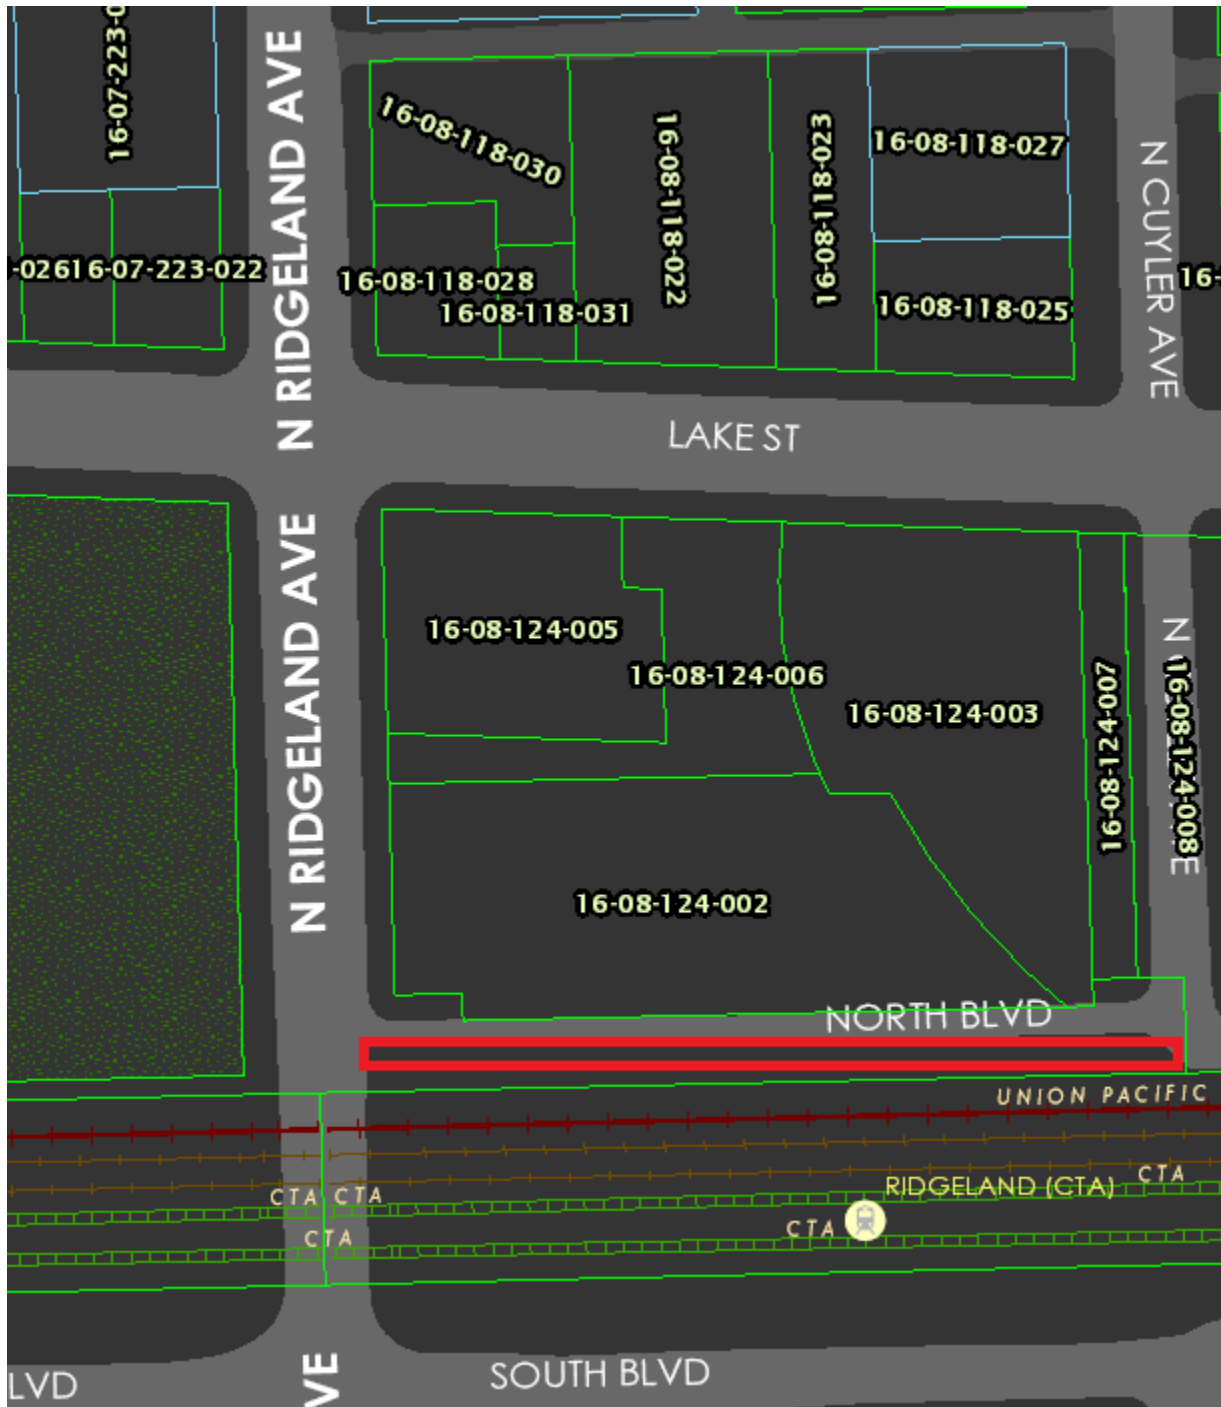 16-07-223-0
N RIDGELAND AVE
16-08-118-030
16-08-118-022
16-08-118-023
16-08-118-027
N CUYLER AVE
-026
16-07-223-022
16-08-118-028
16-08-118-031
16-08-118-025
16-
LAKE ST
N RIDGELAND AVE
16-08-124-005
16-08-124-006
16-08-124-003
16-08-124-007
16-08-124-008
16-08-124-002
NORTH BLVD
UNION PACIFIC
CTA
CTA
RIDGELAND (CTA)
CTA
CTA
CTA
LVD
VE
SOUTH BLVD